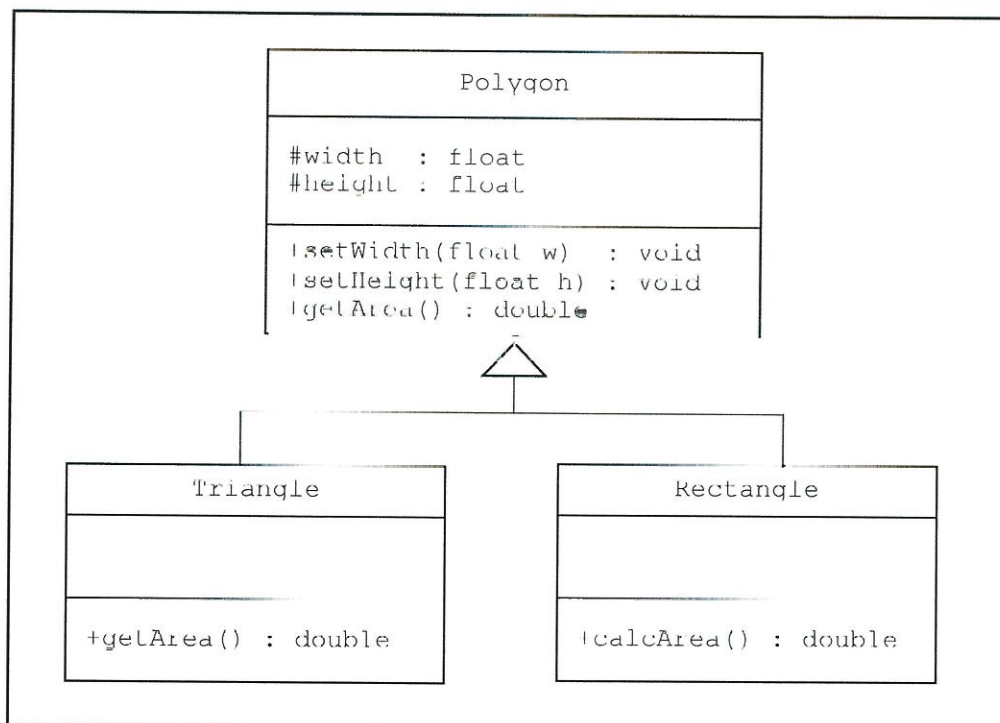 Polygon
#width : float
#height : float
+setWidth(float w) : void
+setHeight(float h) : void
+getArea() : double
Triangle
Rectangle
+getArea() : double
+calcArea() : double